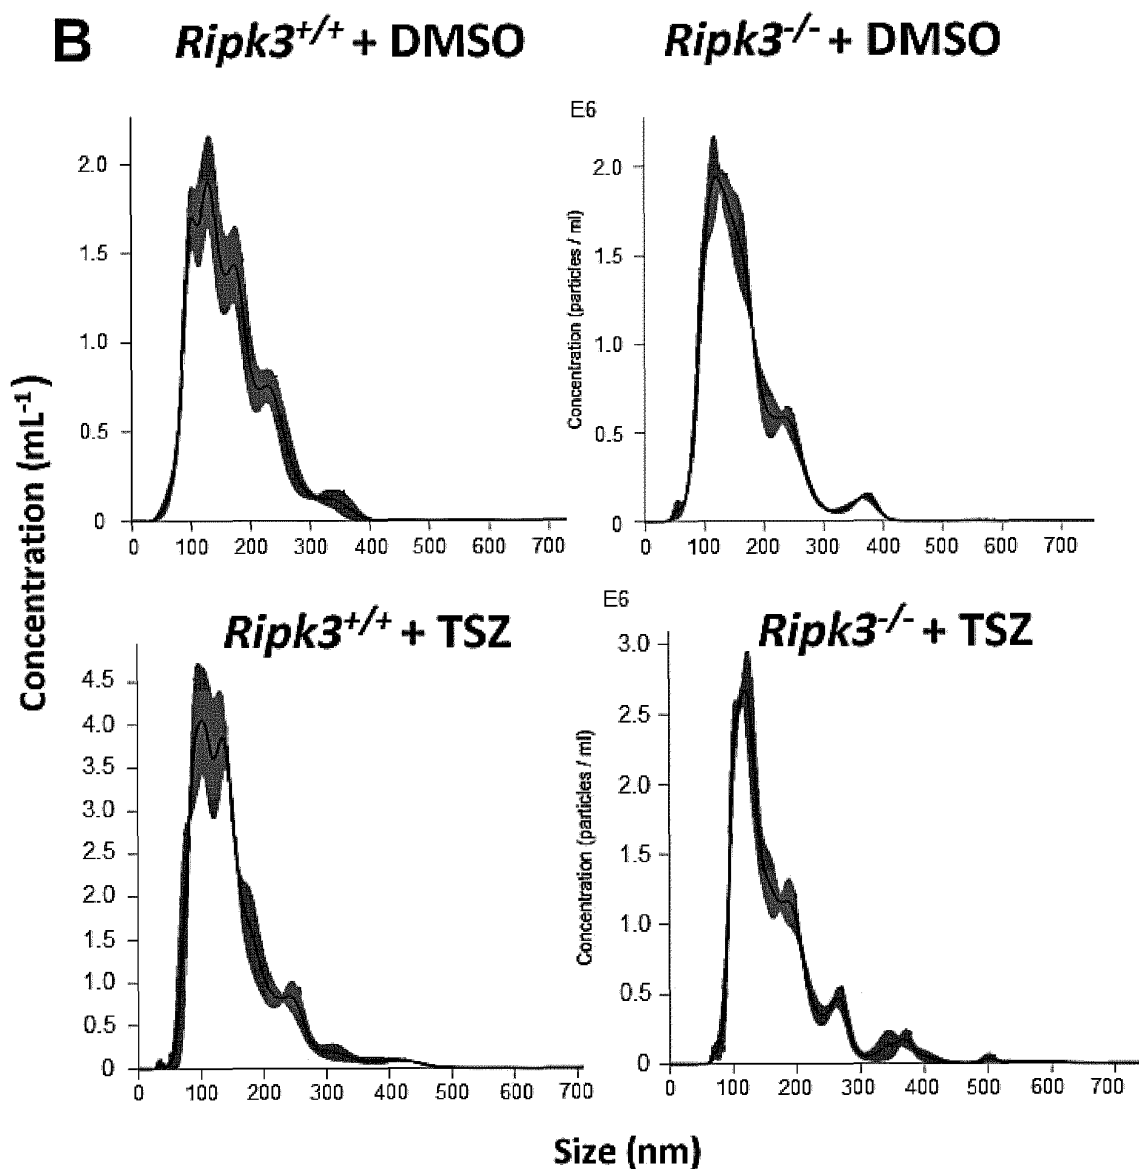 B
Ripk3+/+ + DMSO
Ripk3-/- + DMSO
E6
2.0
1.5
1.0
0.5
0
0 100 200 300 400 500 600 700
Concentration (particles / ml)
2.0
1.5
1.0
0.5
0
0 100 200 300 400 500 600 700
Concentration (mL-1)
Ripk3+/+ + TSZ
E6
Ripk3-/- + TSZ
4.5
4.0
3.5
3.0
2.5
2.0
1.5
1.0
0.5
0
0 100 200 300 400 500 600 700
Concentration (particles / ml)
3.0
2.5
2.0
1.5
1.0
0.5
0
0 100 200 300 400 500 600 700
Size (nm)